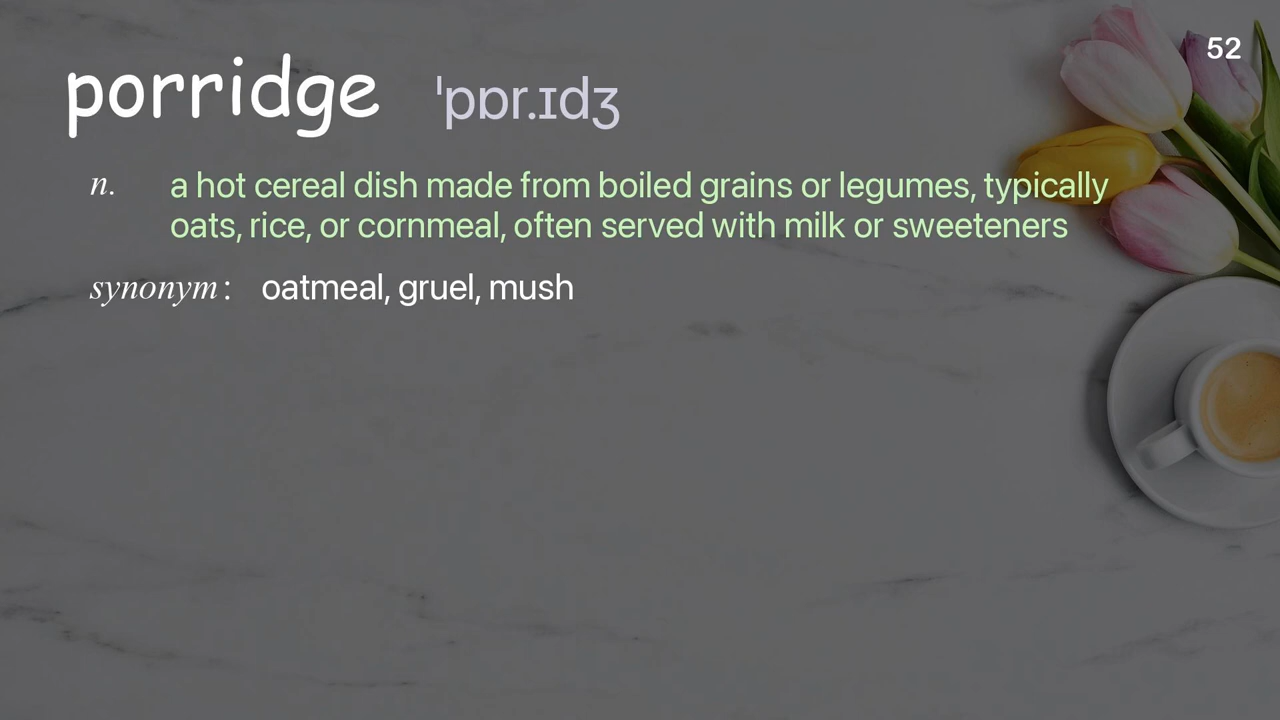 52
porridge ˈpɒr.ɪdʒ
n. a hot cereal dish made from boiled grains or legumes, typically
oats, rice, or cornmeal, often served with milk or sweeteners
synonym: oatmeal, gruel, mush